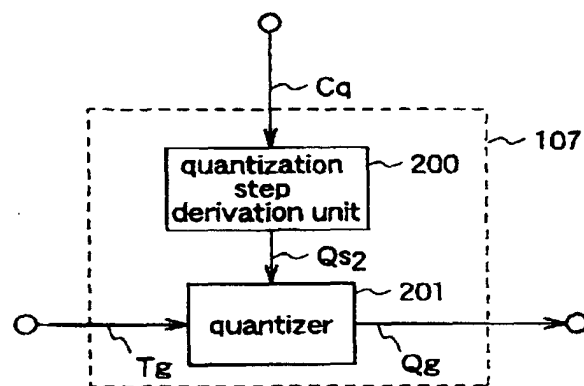 Cq
107
quantization
step
derivation unit
200
Qs2
quantizer
201
Tg
Qg